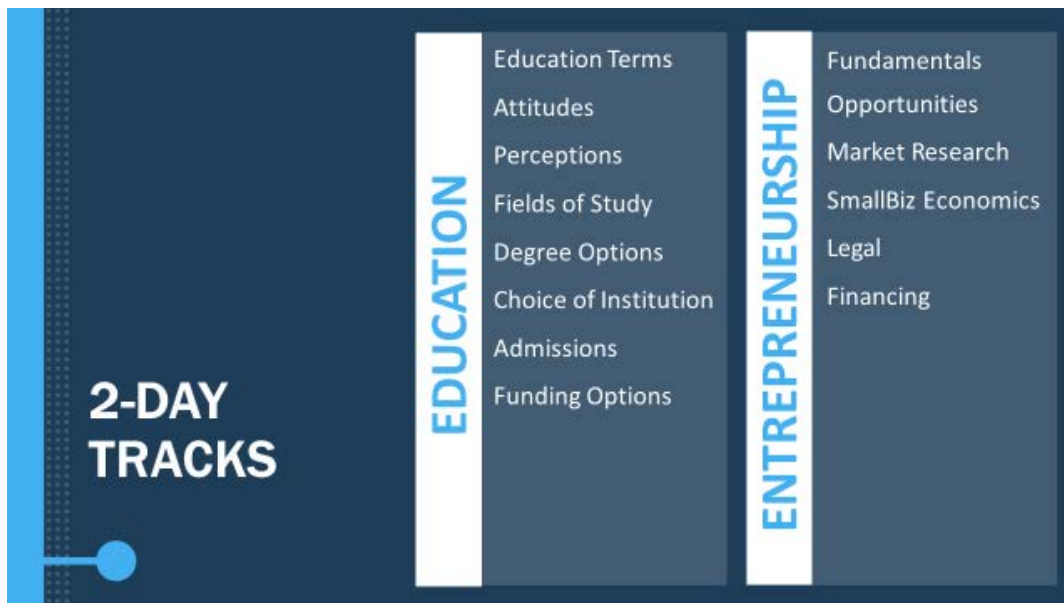 2-DAY
TRACKS
EDUCATION
Education Terms
Attitudes
Perceptions
Fields of Study
Degree Options
Choice of Institution
Admissions
Funding Options
ENTREPRENEURSHIP
Fundamentals
Opportunities
Market Research
SmallBiz Economics
Legal
Financing